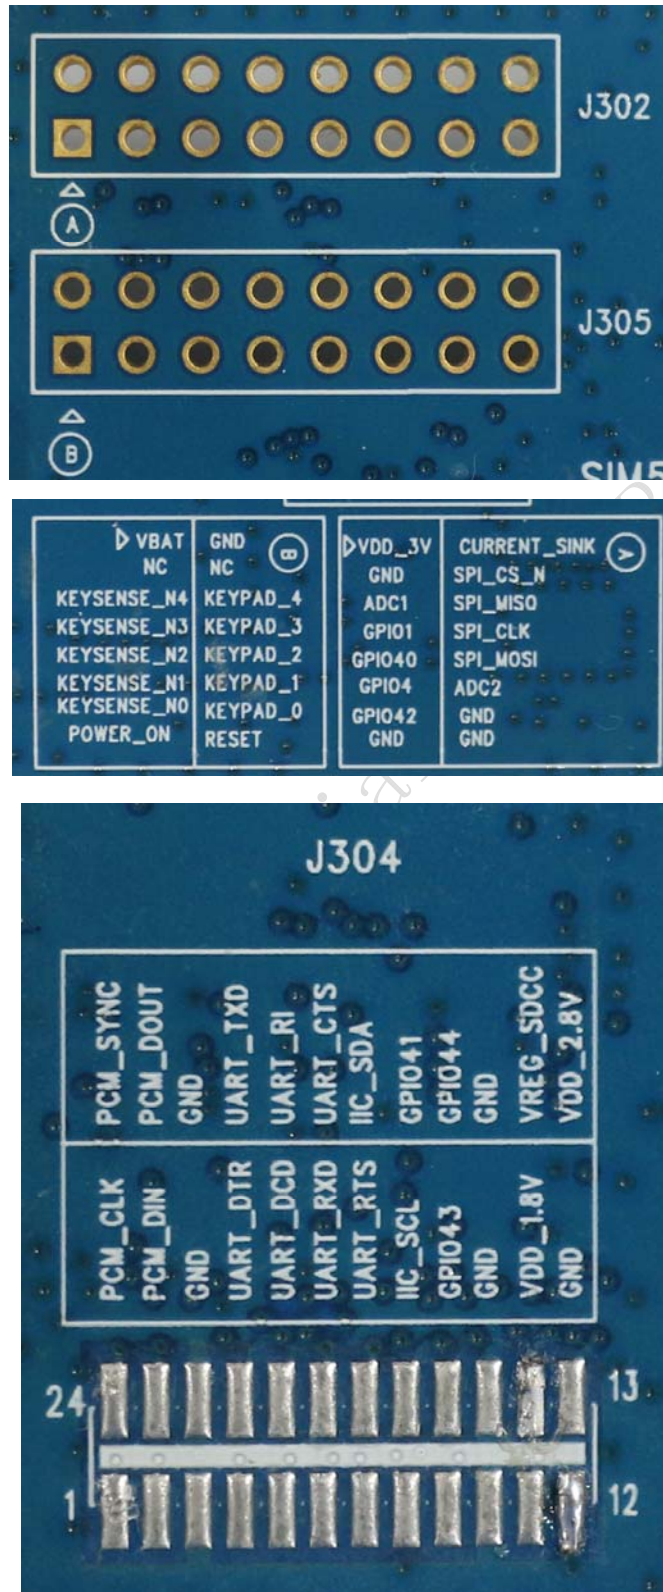 J302
A
J305
B
SIM5
VBAT GND B
NC NC
KEYSENSE_N4 KEYPAD_4
KEYSENSE_N3 KEYPAD_3
KEYSENSE_N2 KEYPAD_2
KEYSENSE_N1 KEYPAD_1
KEYSENSE_N0 KEYPAD_0
POWER_ON RESET
VDD_3V CURRENT_SINK A
GND SPI_CS_N
ADC1 SPI_MISO
GPIO1 SPI_CLK
GPIO40 SPI_MOSI
GPIO4 ADC2
GPIO42 GND
GND GND
J304
PCM_SYNC
PCM_DOUT
GND
UART_TXD
UART_RI
UART_CTS
IIC_SDA
GPIO41
GPIO44
GND
VREG_SDCC
VDD_2.8V
PCM_CLK
PCM_DIN
GND
UART_DTR
UART_DCD
UART_RXD
UART_RTS
IIC_SCL
GPIO43
GND
VDD_1.8V
GND
24 13
1 12